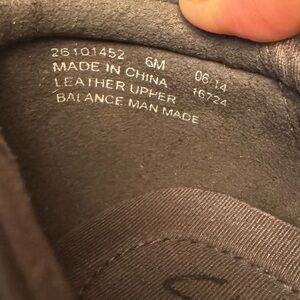 26101452 6M 06.14
MADE IN CHINA 16724
LEATHER UPPER
BALANCE MAN MADE